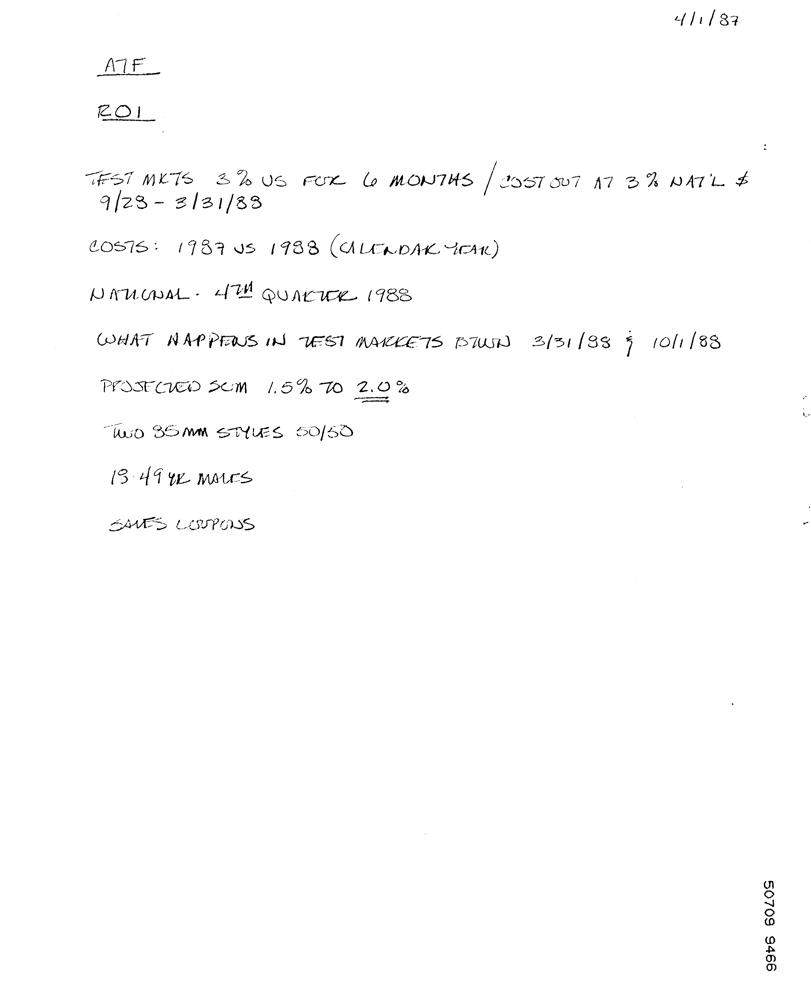 4/1/87
ATF
ROI
TEST MKTS 3% US FOR 6 MONTHS / COST OUT AT 3% NAT'L $
9/28 - 3/31/88
COSTS: 1987 VS 1988 (CALENDAR YEAR)
NATIONAL - 4TH QUARTER 1988
WHAT HAPPENS IN TEST MARKETS BTWN 3/31/88 & 10/1/88
PROJECTED SOM 1.5% TO 2.0%
TWO 85MM STYLES 50/50
18-49 YR MALES
SALES COUPONS
50709 9466